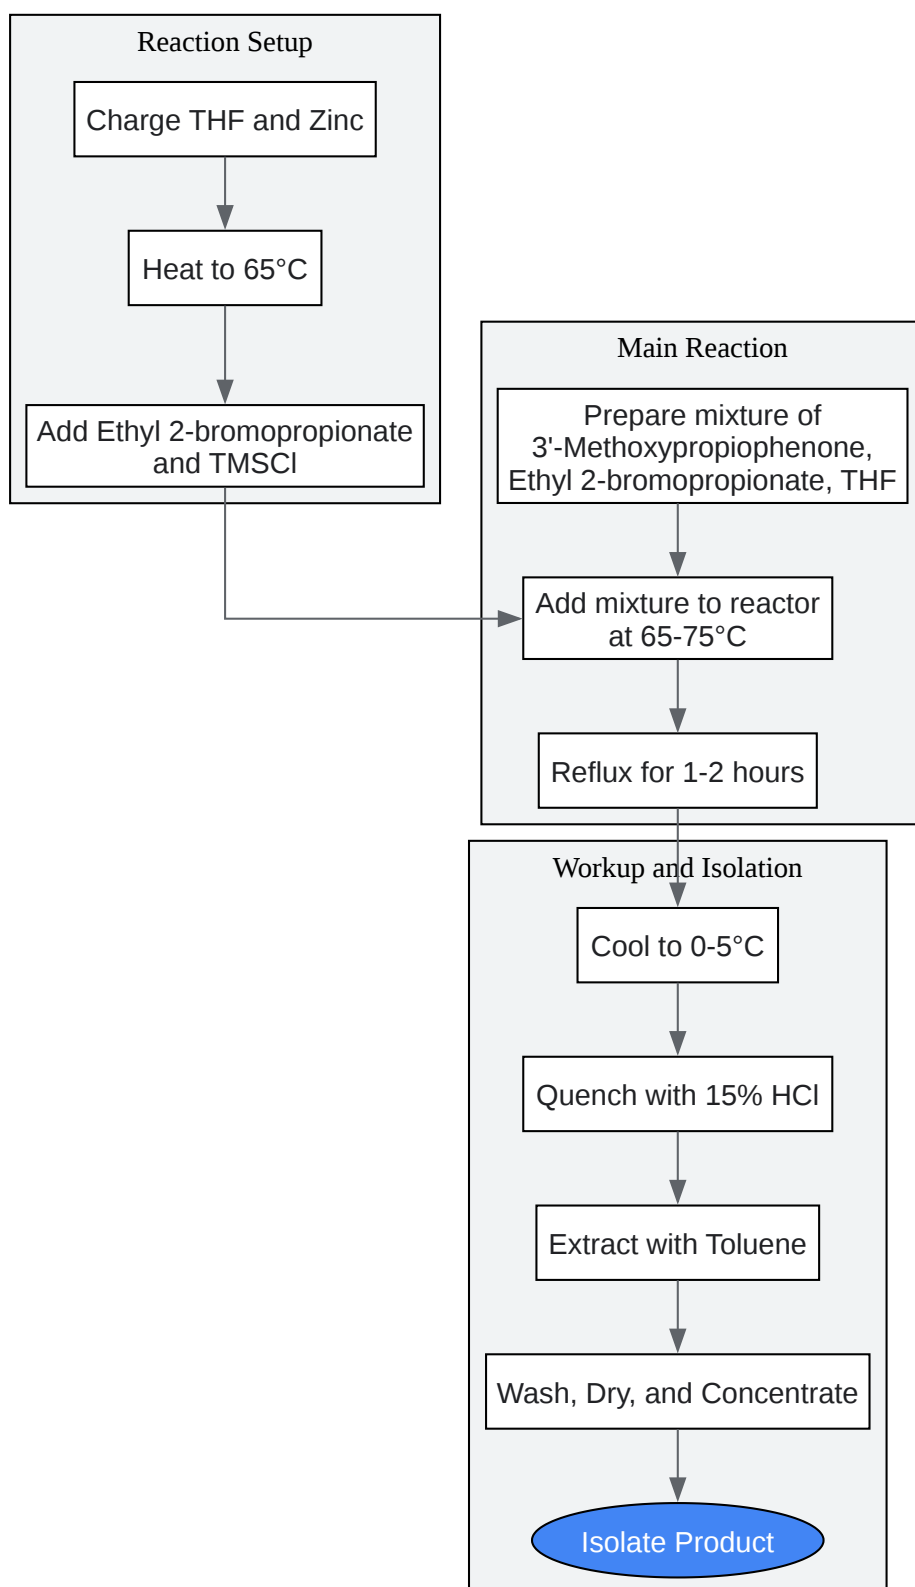 Reaction Setup
Charge THF and Zinc
Heat to 65°C
Add Ethyl 2-bromopropionate
and TMSCl
Main Reaction
Prepare mixture of
3'-Methoxypropiophenone,
Ethyl 2-bromopropionate, THF
Add mixture to reactor
at 65-75°C
Reflux for 1-2 hours
Workup and Isolation
Cool to 0-5°C
Quench with 15% HCl
Extract with Toluene
Wash, Dry, and Concentrate
Isolate Product